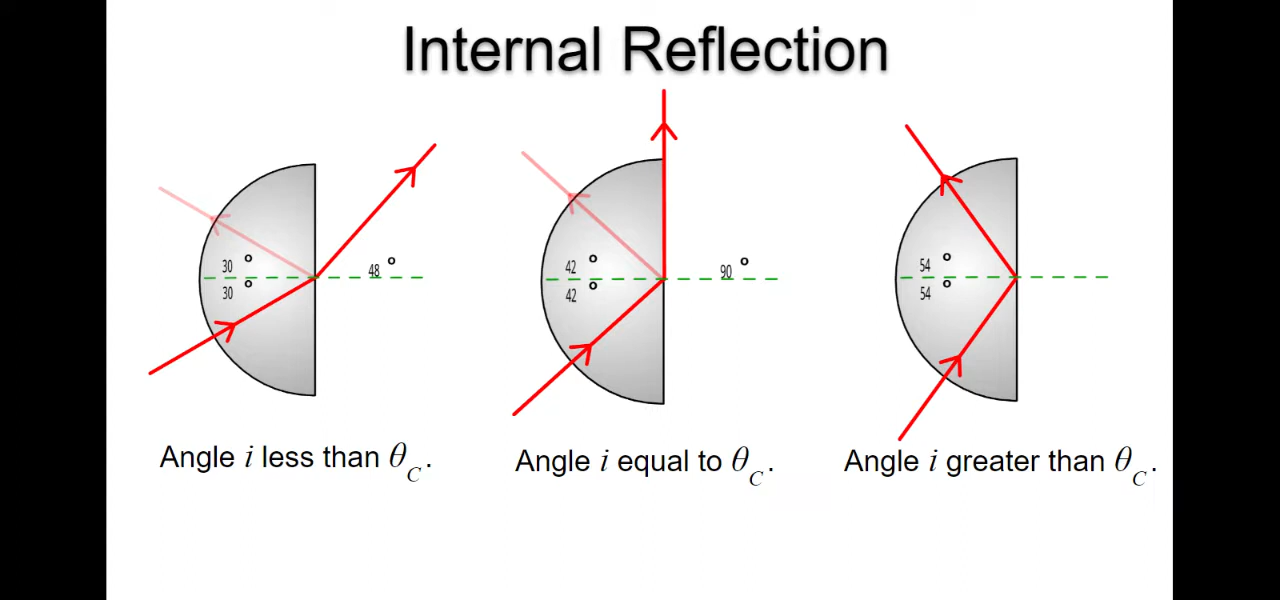 Internal Reflection
30°
30°
48°
42°
42°
90°
54°
54°
Angle i less than θC.
Angle i equal to θC.
Angle i greater than θC.